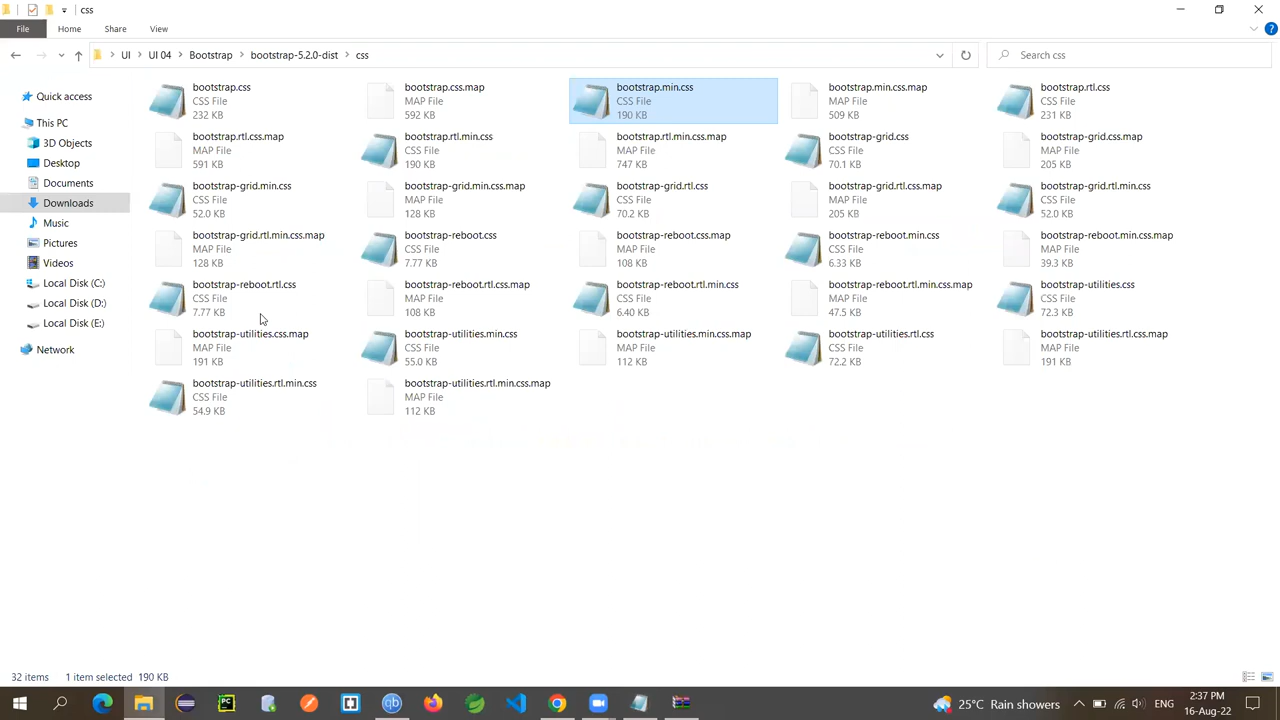 css
File
Home
Share
View
UI
UI 04
Bootstrap
bootstrap-5.2.0-dist
css
Search css
Quick access
This PC
3D Objects
Desktop
Documents
Downloads
Music
Pictures
Videos
Local Disk (C:)
Local Disk (D:)
Local Disk (E:)
Network
bootstrap.css
CSS File
232 KB
bootstrap.css.map
MAP File
592 KB
bootstrap.min.css
CSS File
190 KB
bootstrap.min.css.map
MAP File
509 KB
bootstrap.rtl.css
CSS File
231 KB
bootstrap.rtl.css.map
MAP File
591 KB
bootstrap.rtl.min.css
CSS File
190 KB
bootstrap.rtl.min.css.map
MAP File
747 KB
bootstrap-grid.css
CSS File
70.1 KB
bootstrap-grid.css.map
MAP File
205 KB
bootstrap-grid.min.css
CSS File
52.0 KB
bootstrap-grid.min.css.map
MAP File
128 KB
bootstrap-grid.rtl.css
CSS File
70.2 KB
bootstrap-grid.rtl.css.map
MAP File
205 KB
bootstrap-grid.rtl.min.css
CSS File
52.0 KB
bootstrap-grid.rtl.min.css.map
MAP File
128 KB
bootstrap-reboot.css
CSS File
7.77 KB
bootstrap-reboot.css.map
MAP File
108 KB
bootstrap-reboot.min.css
CSS File
6.33 KB
bootstrap-reboot.min.css.map
MAP File
39.3 KB
bootstrap-reboot.rtl.css
CSS File
7.77 KB
bootstrap-reboot.rtl.css.map
MAP File
108 KB
bootstrap-reboot.rtl.min.css
CSS File
6.40 KB
bootstrap-reboot.rtl.min.css.map
MAP File
47.5 KB
bootstrap-utilities.css
CSS File
72.3 KB
bootstrap-utilities.css.map
MAP File
191 KB
bootstrap-utilities.min.css
CSS File
55.0 KB
bootstrap-utilities.min.css.map
MAP File
112 KB
bootstrap-utilities.rtl.css
CSS File
72.2 KB
bootstrap-utilities.rtl.css.map
MAP File
191 KB
bootstrap-utilities.rtl.min.css
CSS File
54.9 KB
bootstrap-utilities.rtl.min.css.map
MAP File
112 KB
32 items
1 item selected 190 KB
PC
qb
25°C Rain showers
ENG
2:37 PM
16-Aug-22